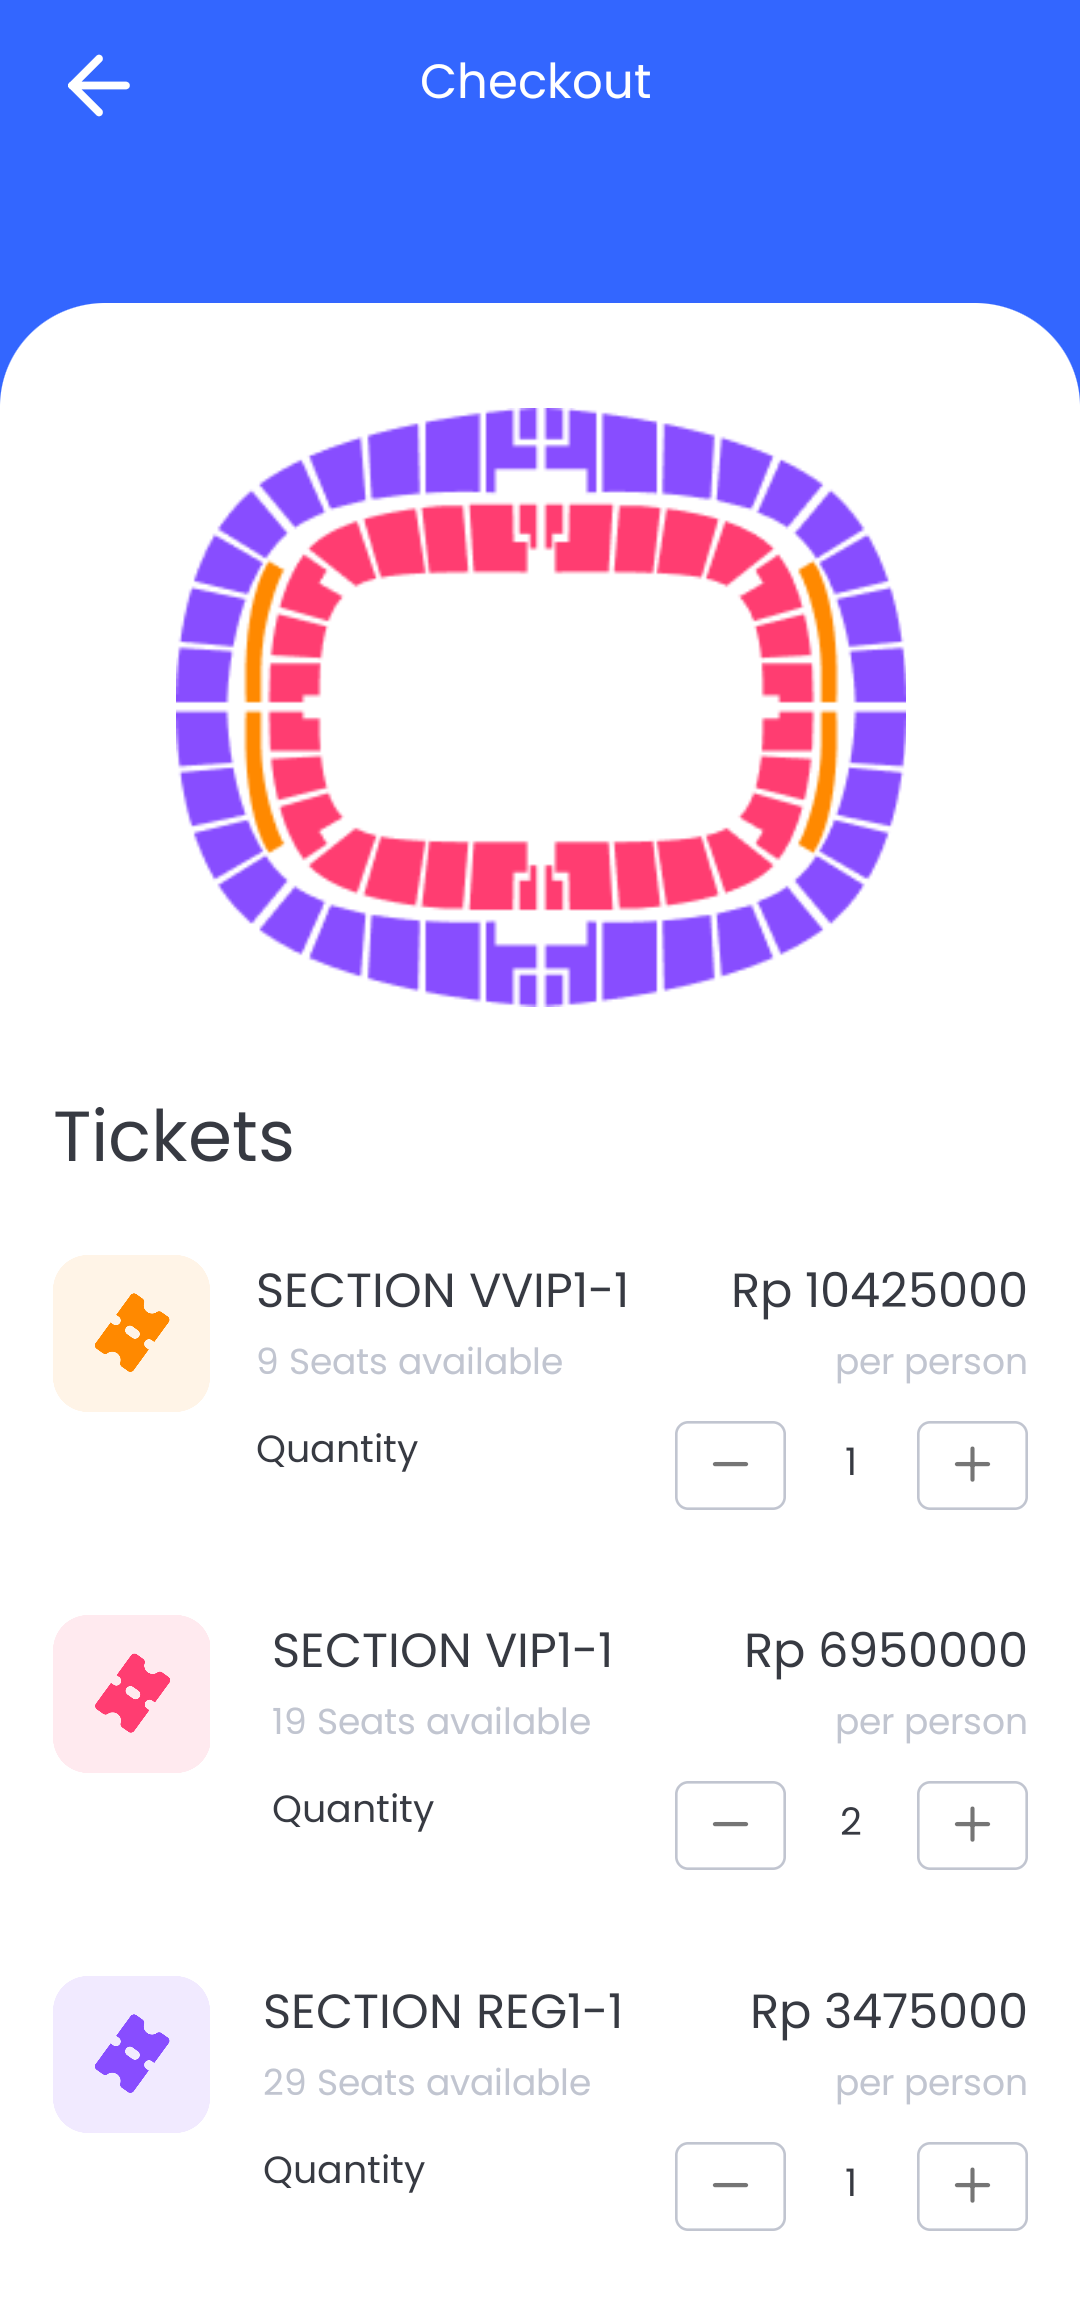 Checkout
Tickets
SECTION VVIP1-1 Rp 10425000
9 Seats available per person
Quantity 1
SECTION VIP1-1 Rp 6950000
19 Seats available per person
Quantity 2
SECTION REG1-1 Rp 3475000
29 Seats available per person
Quantity 1